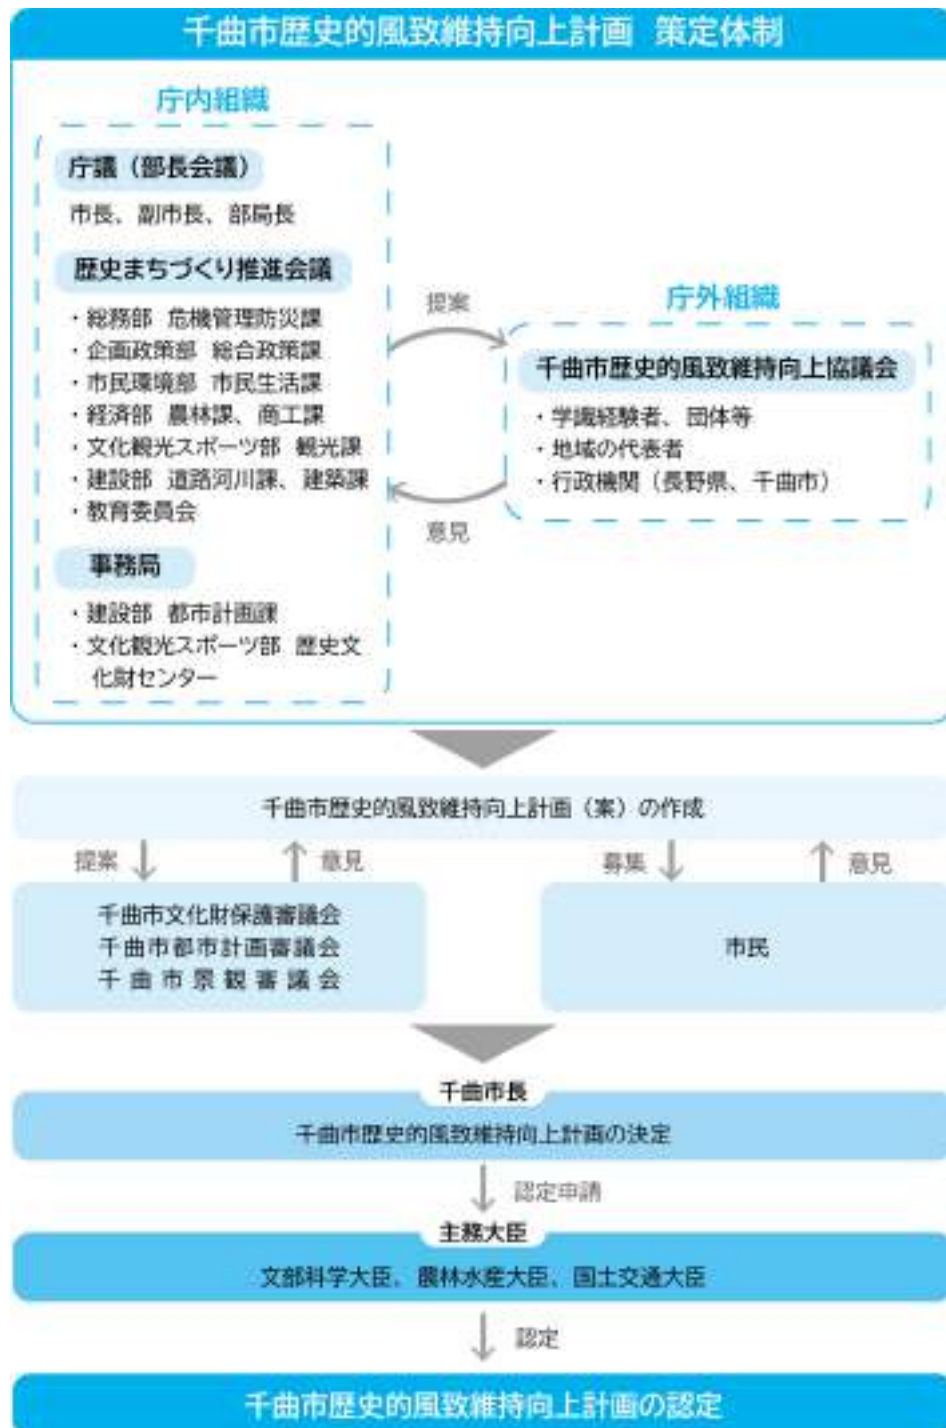 千曲市歴史的風致維持向上計画 策定体制
庁内組織
庁議（部長会議）
市長、副市長、部局長
歴史まちづくり推進会議
・総務部 危機管理防災課
・企画政策部 総合政策課
・市民環境部 市民生活課
・経済部 農林課、商工課
・文化観光スポーツ部 観光課
・建設部 道路河川課、建築課
・教育委員会
事務局
・建設部 都市計画課
・文化観光スポーツ部 歴史文
化財センター
提案
意見
庁外組織
千曲市歴史的風致維持向上協議会
・学識経験者、団体等
・地域の代表者
・行政機関（長野県、千曲市）
千曲市歴史的風致維持向上計画（案）の作成
提案
意見
募集
意見
千曲市文化財保護審議会
千曲市都市計画審議会
千曲市景観審議会
市民
千曲市長
千曲市歴史的風致維持向上計画の決定
認定申請
主務大臣
文部科学大臣、農林水産大臣、国土交通大臣
認定
千曲市歴史的風致維持向上計画の認定